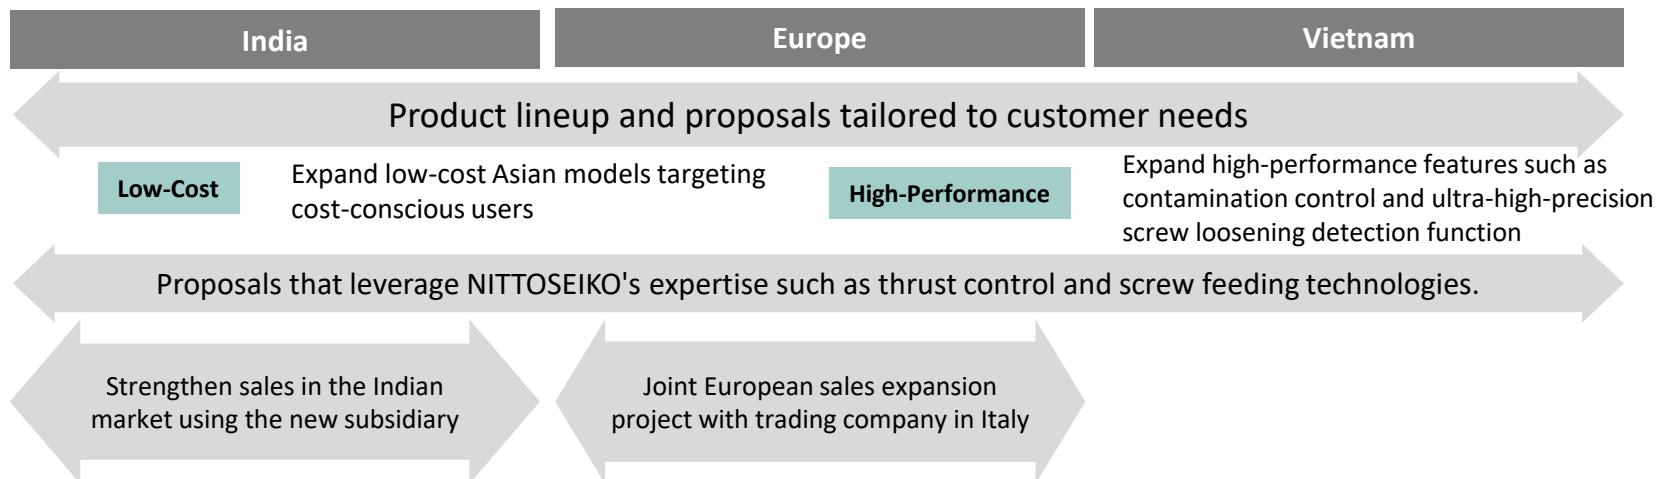 India
Europe
Vietnam
Product lineup and proposals tailored to customer needs
Low-Cost
Expand low-cost Asian models targeting
cost-conscious users
High-Performance
Expand high-performance features such as
contamination control and ultra-high-precision
screw loosening detection function
Proposals that leverage NITTOSEIKO's expertise such as thrust control and screw feeding technologies.
Strengthen sales in the Indian
market using the new subsidiary
Joint European sales expansion
project with trading company in Italy